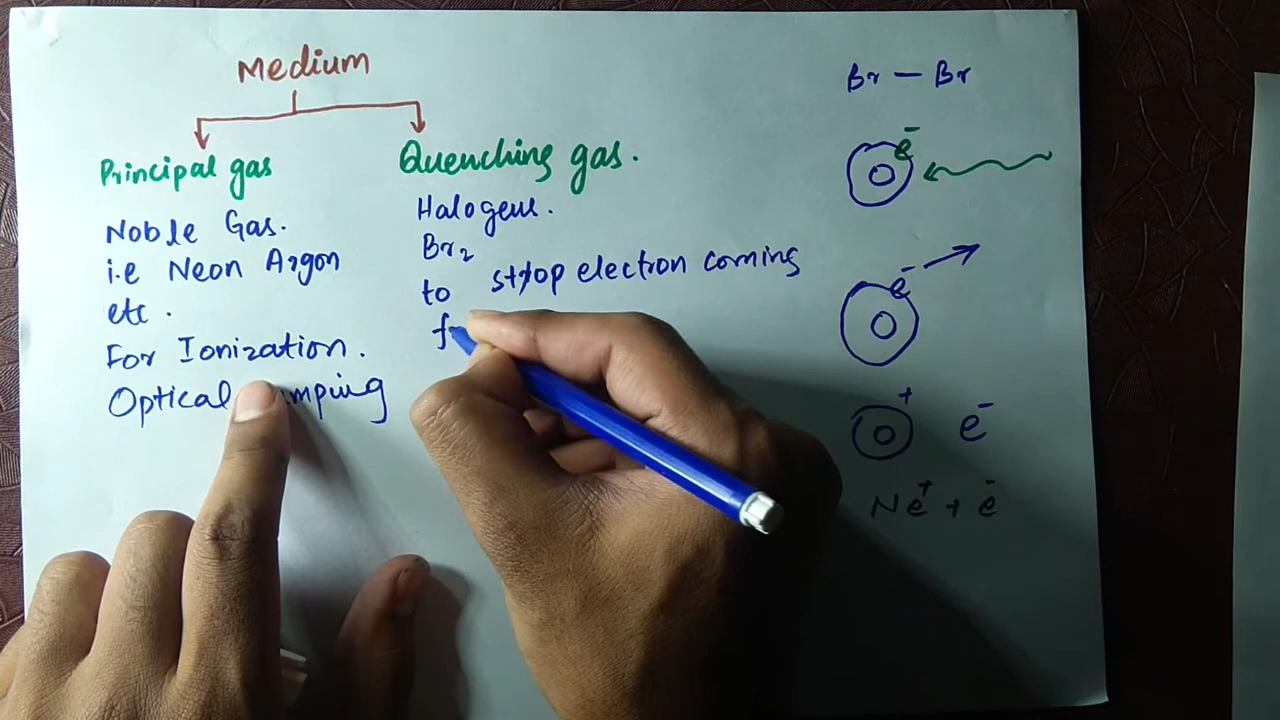 Medium
Principal gas
Noble Gas.
i.e Neon Argon
etc.
For Ionization.
Optical
Quenching gas.
Halogens.
Br2
to stop electron coming
f
Br – Br
e-
e-
+ e-
Ne+ + e-